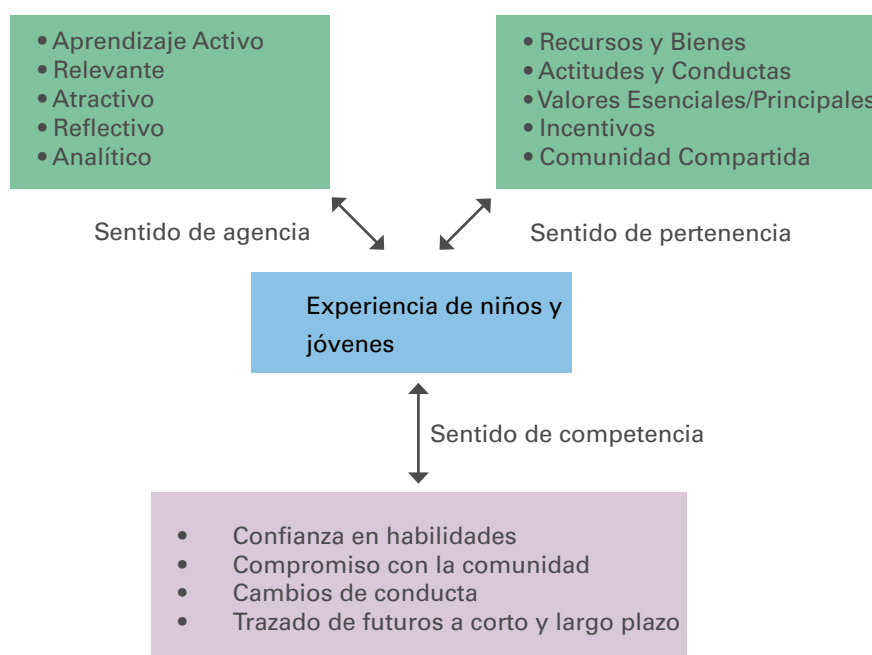 • Aprendizaje Activo
• Relevante
• Atractivo
• Reflectivo
• Analítico
• Recursos y Bienes
• Actitudes y Conductas
• Valores Esenciales/Principales
• Incentivos
• Comunidad Compartida
Sentido de agencia
Sentido de pertenencia
Experiencia de niños y
jóvenes
Sentido de competencia
• Confianza en habilidades
• Compromiso con la comunidad
• Cambios de conducta
• Trazado de futuros a corto y largo plazo